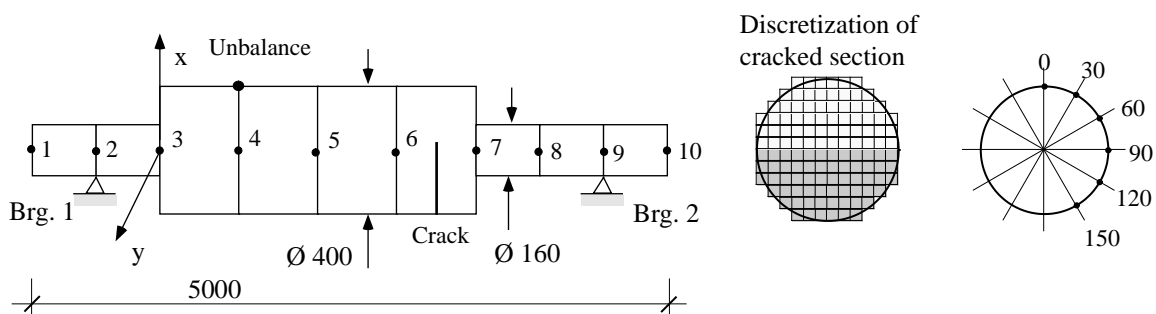 Discretization of
cracked section
x
Unbalance
0
30
60
90
120
150
1 2 3 4 5 6 7 8 9 10
Brg. 1
Brg. 2
Crack
y
Ø 400
Ø 160
5000